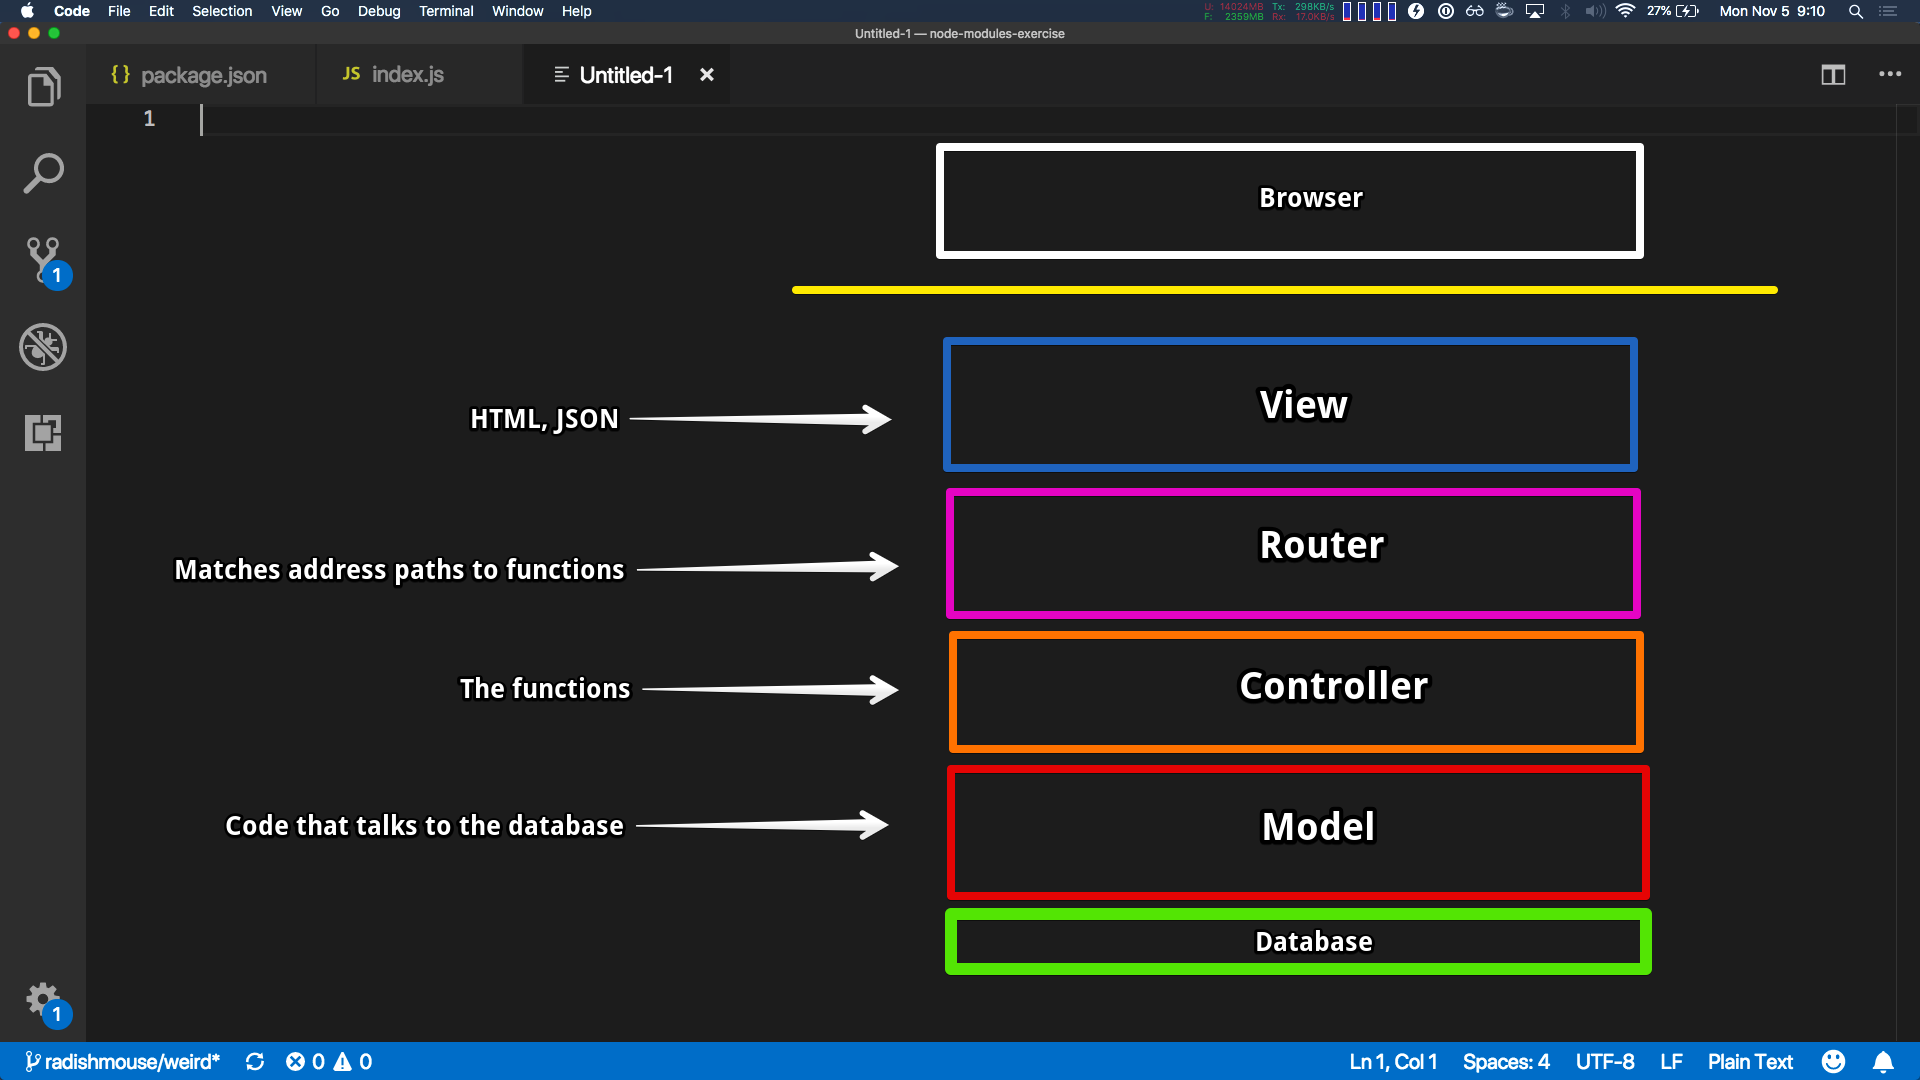 Code File Edit Selection View Go Debug Terminal Window Help
U: 14024MB Tx: 298KB/s
F: 2359MB Rx: 17.0KB/s
27%
Mon Nov 5 9:10
Untitled-1 — node-modules-exercise
{} package.json
JS index.js
Untitled-1
1
Browser
HTML, JSON
View
Matches address paths to functions
Router
The functions
Controller
Code that talks to the database
Model
Database
1
1
radishmouse/weird*
0 0
Ln 1, Col 1
Spaces: 4
UTF-8
LF
Plain Text